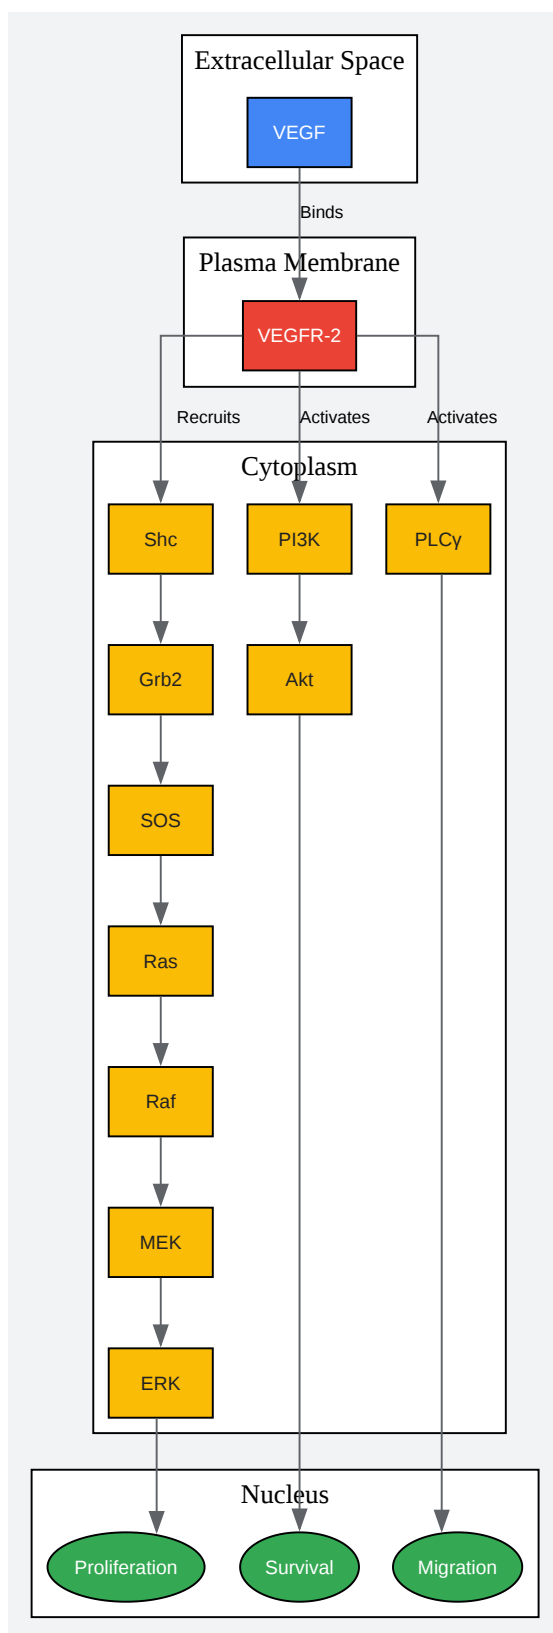 Extracellular Space
VEGF
Binds
Plasma Membrane
VEGFR-2
Recruits
Activates
Activates
Cytoplasm
Shc
PI3K
PLCγ
Grb2
Akt
SOS
Ras
Raf
MEK
ERK
Nucleus
Proliferation
Survival
Migration